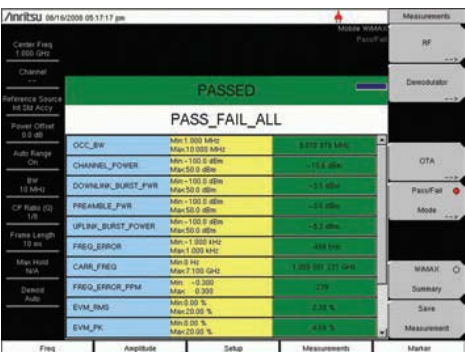 Anritsu 06/16/2008 05:17:17 pm
Measurements
Mobile WiMAX
Pass/Fail
Center Freq
1.000 GHz
Channel
--
Reference Source
Int Std Accy
Power Offset
0.0 dB
Auto Range
On
BW
10 MHz
CP Ratio (G)
1/8
Frame Length
10 ms
Max Hold
N/A
Demod
Auto
PASSED
PASS_FAIL_ALL
OCC_BW
Min:1.000 MHz
Max:10.000 MHz
CHANNEL_POWER
Min:-100.0 dBm
Max:50.0 dBm
DOWNLINK_BURST_PWR
Min:-100.0 dBm
Max:50.0 dBm
PREAMBLE_PWR
Min:-100.0 dBm
Max:50.0 dBm
UPLINK_BURST_POWER
Min:-100.0 dBm
Max:50.0 dBm
FREQ_ERROR
Min:-1.000 kHz
Max:1.000 kHz
CARR_FREQ
Min:0 Hz
Max:7.100 GHz
FREQ_ERROR_PPM
Min: -0.300
Max: 0.300
EVM_RMS
Min:0.00 %
Max:20.00 %
EVM_PK
Min:0.00 %
Max:20.00 %
RF
-->
Demodulator
-->
OTA
-->
Pass/Fail
Mode
-->
WiMAX
Summary
Save
Measurement
Freq
Amplitude
Setup
Measurements
Marker